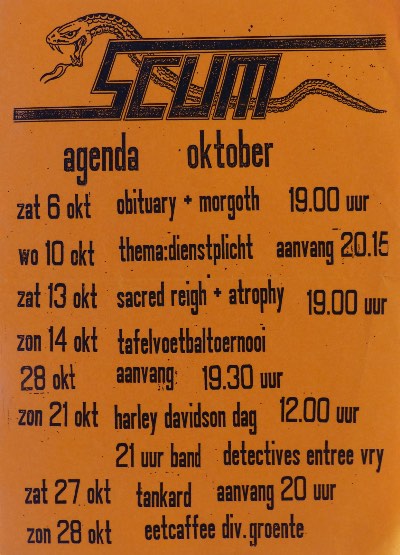 SCUM
agenda oktober
zat 6 okt obituary + morgoth 19.00 uur
wo 10 okt thema:dienstplicht aanvang 20.15
zat 13 okt sacred reigh + atrophy 19.00 uur
zon 14 okt tafelvoetbaltoernooi
28 okt aanvang: 19.30 uur
zon 21 okt harley davidson dag 12.00 uur
21 uur band detectives entree vry
zat 27 okt tankard aanvang 20 uur
zon 28 okt eetcaffee div.groente